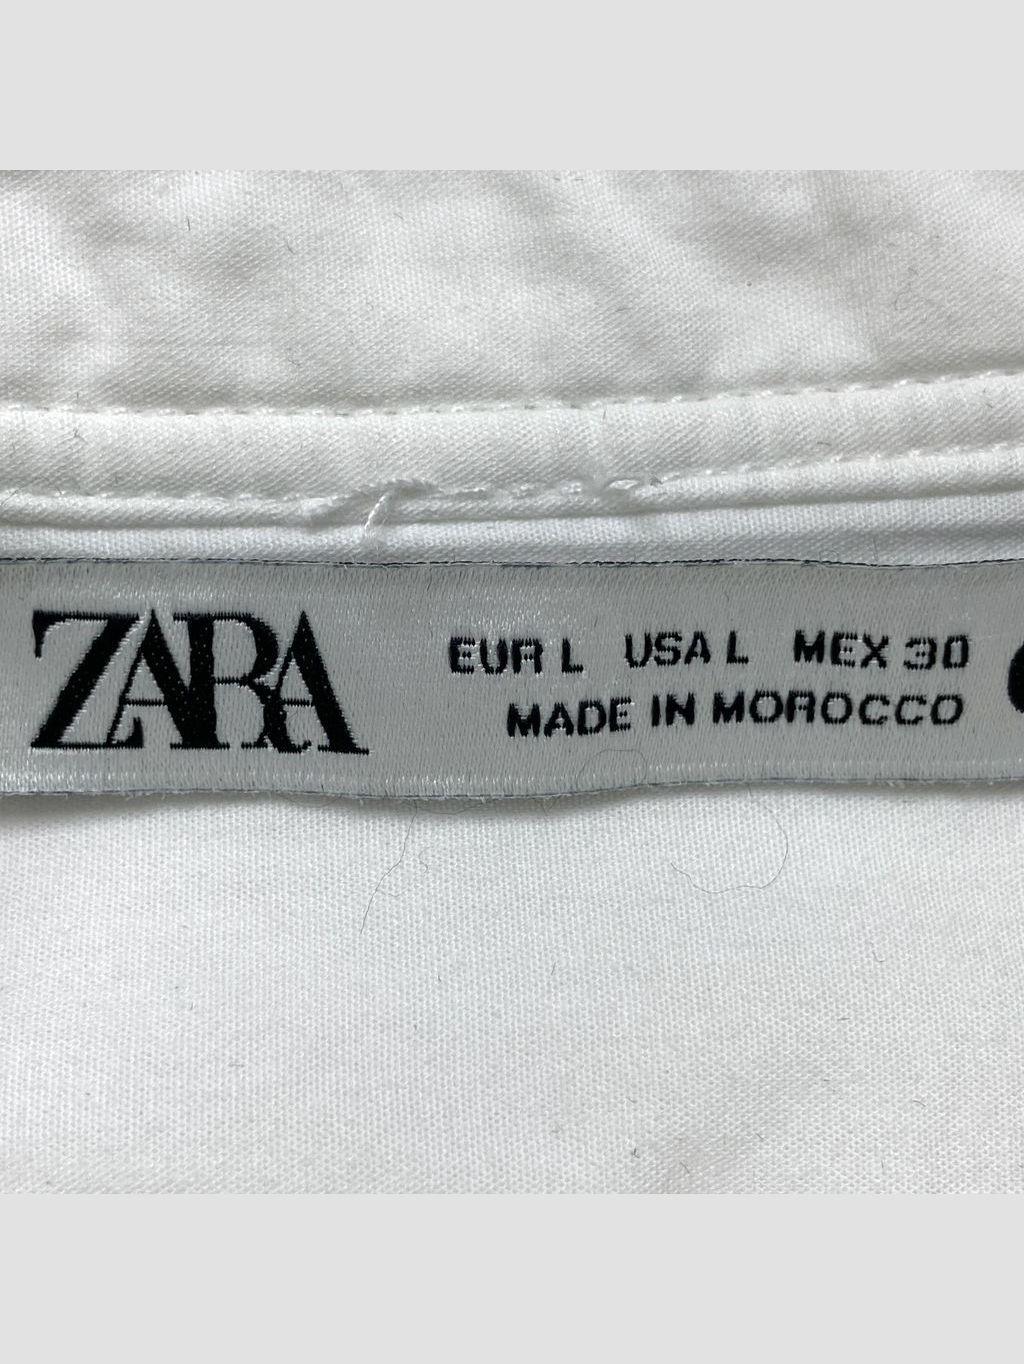 ZARA
EUR L USA L MEX 30
MADE IN MOROCCO